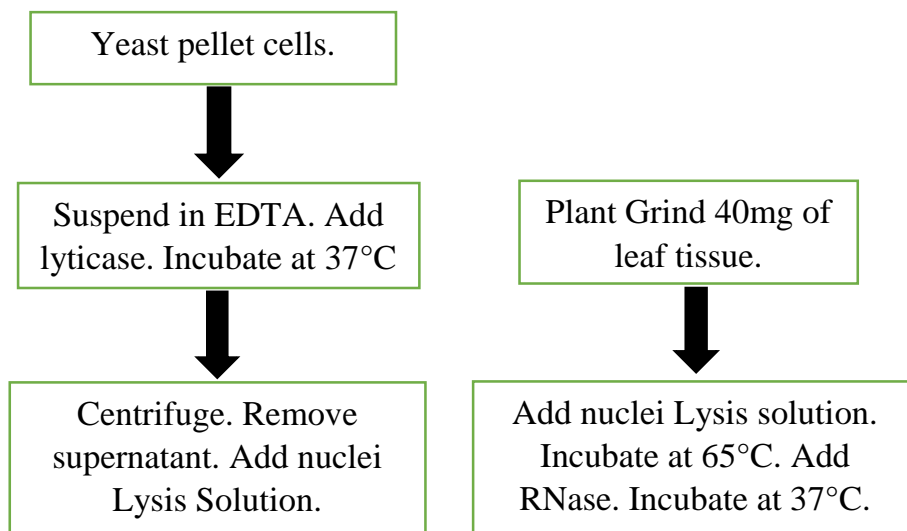 Yeast pellet cells.
Suspend in EDTA. Add
lyticase. Incubate at 37°C
Centrifuge. Remove
supernatant. Add nuclei
Lysis Solution.
Plant Grind 40mg of
leaf tissue.
Add nuclei Lysis solution.
Incubate at 65°C. Add
RNase. Incubate at 37°C.